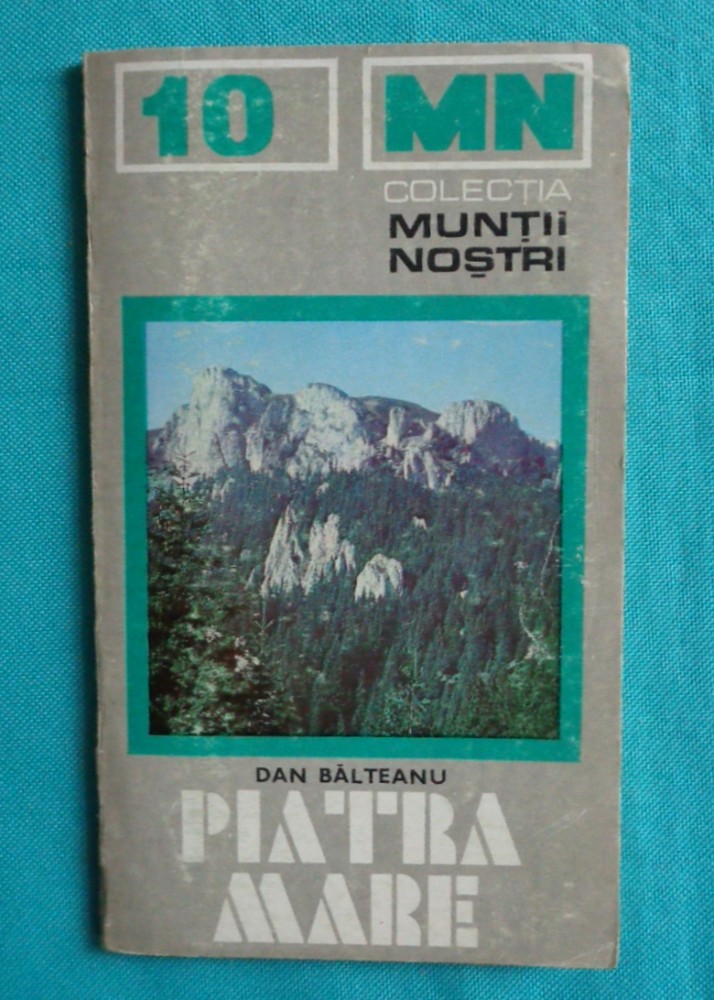 10 MN
COLECȚIA
MUNȚII
NOȘTRI
DAN BĂLTEANU
PIATRA
MARE